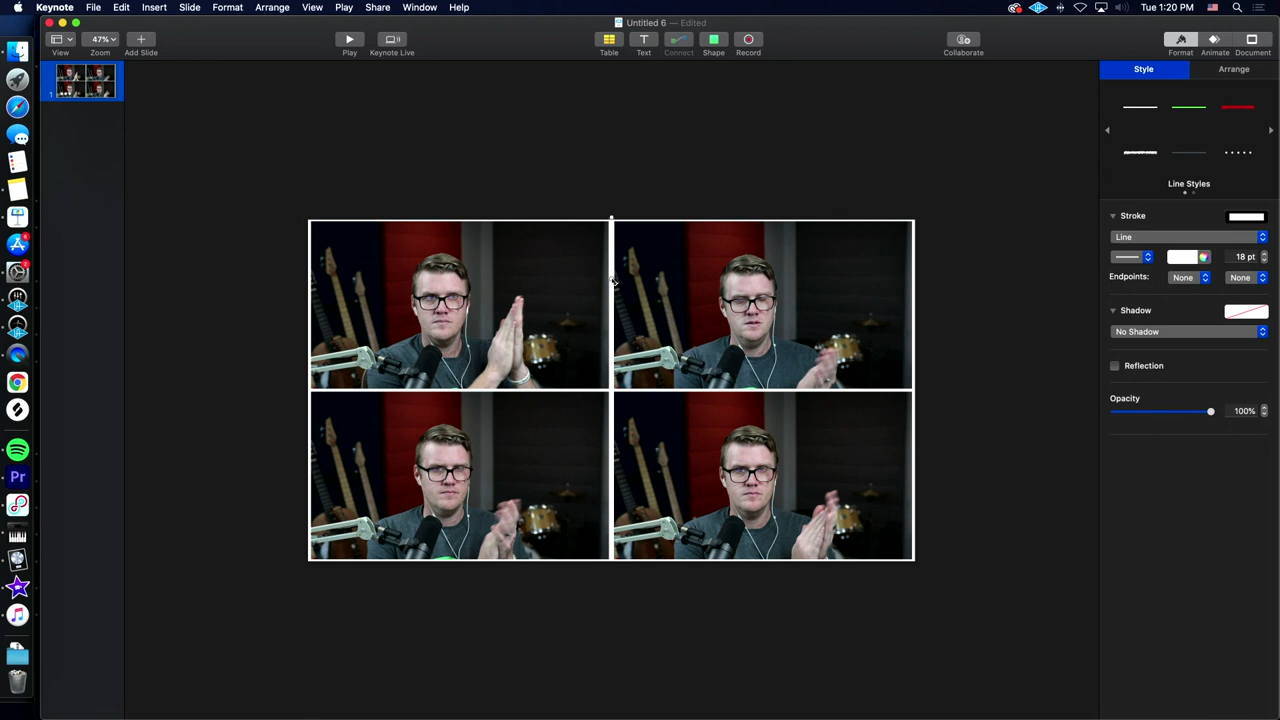 Keynote File Edit Insert Slide Format Arrange View Play Share Window Help
Tue 1:20 PM
Untitled 6 — Edited
47%
View Zoom Add Slide
Play Keynote Live
Table Text Connect Shape Record
Collaborate
Format Animate Document
Style Arrange
1
Line Styles
Stroke
Line
18 pt
Endpoints: None None
Shadow
No Shadow
Reflection
Opacity
100%
Pr